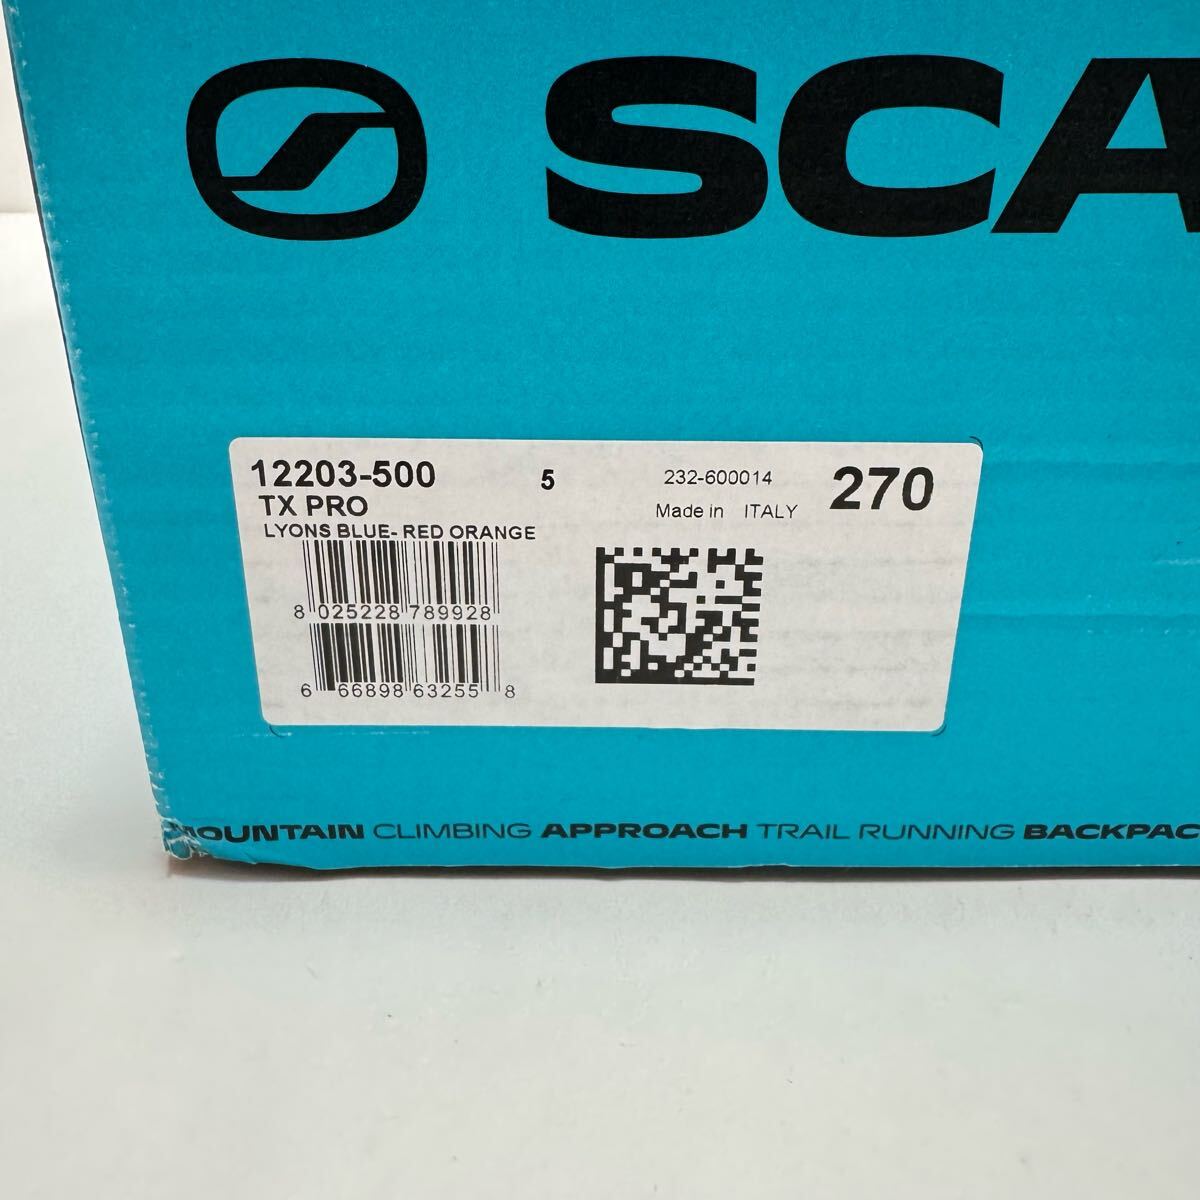 SCA
12203-500 5 232-600014 270
TX PRO Made in ITALY
LYONS BLUE- RED ORANGE
8 025228 789928
6 66898 63255 8
MOUNTAIN CLIMBING APPROACH TRAIL RUNNING BACKPAC